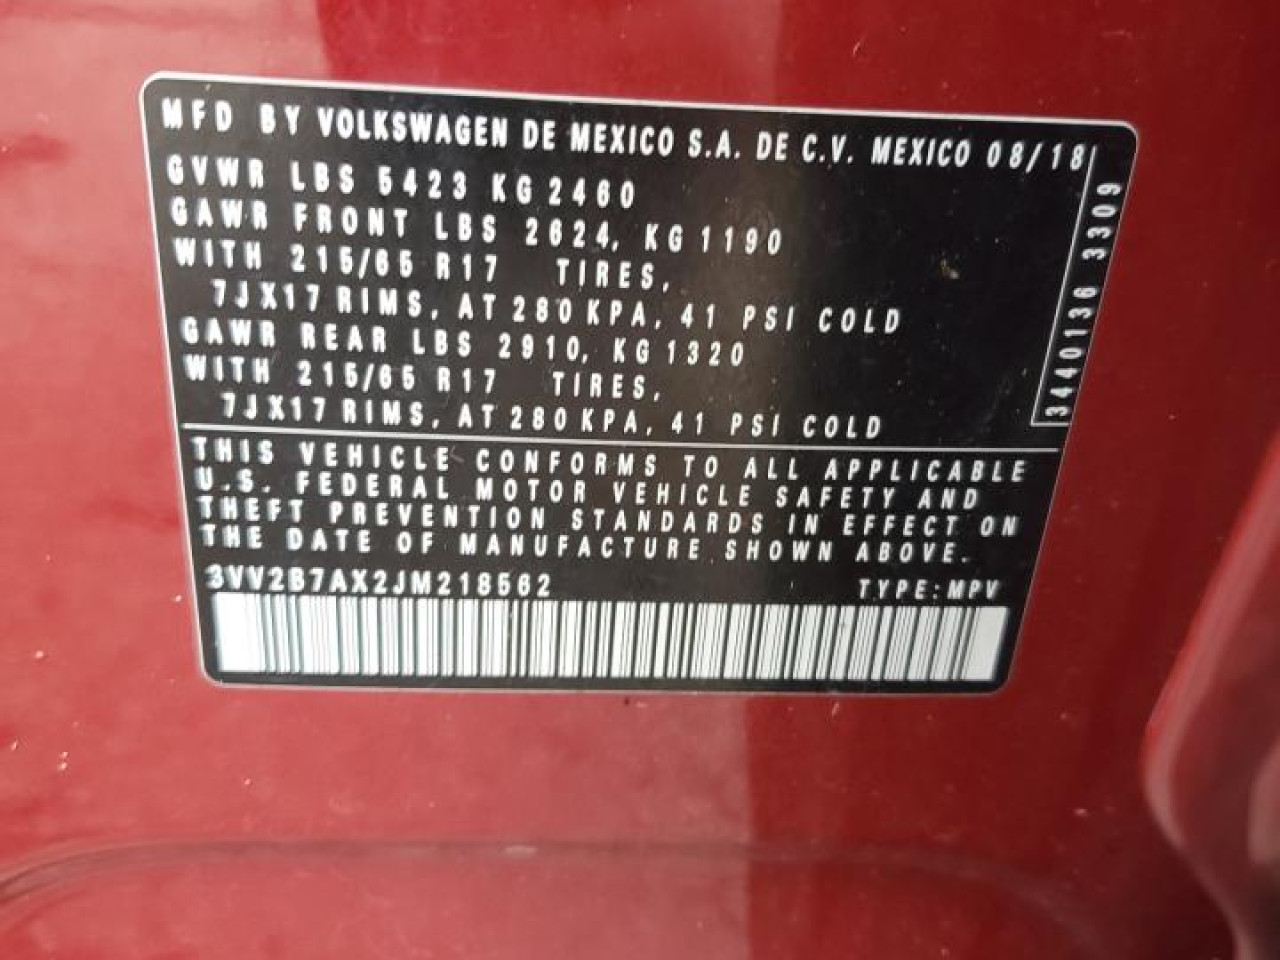 MFD BY VOLKSWAGEN DE MEXICO S.A. DE C.V. MEXICO 08/18
GVWR LBS 5423 KG 2460
GAWR FRONT LBS 2624, KG 1190
WITH 215/65 R17 TIRES,
7JX17 RIMS, AT 280 KPA, 41 PSI COLD
GAWR REAR LBS 2910, KG 1320
WITH 215/65 R17 TIRES,
7JX17 RIMS, AT 280 KPA, 41 PSI COLD
3440136 3309
THIS VEHICLE CONFORMS TO ALL APPLICABLE
U.S. FEDERAL MOTOR VEHICLE SAFETY AND
THEFT PREVENTION STANDARDS IN EFFECT ON
THE DATE OF MANUFACTURE SHOWN ABOVE.
3VV2B7AX2JM218562 TYPE: MPV